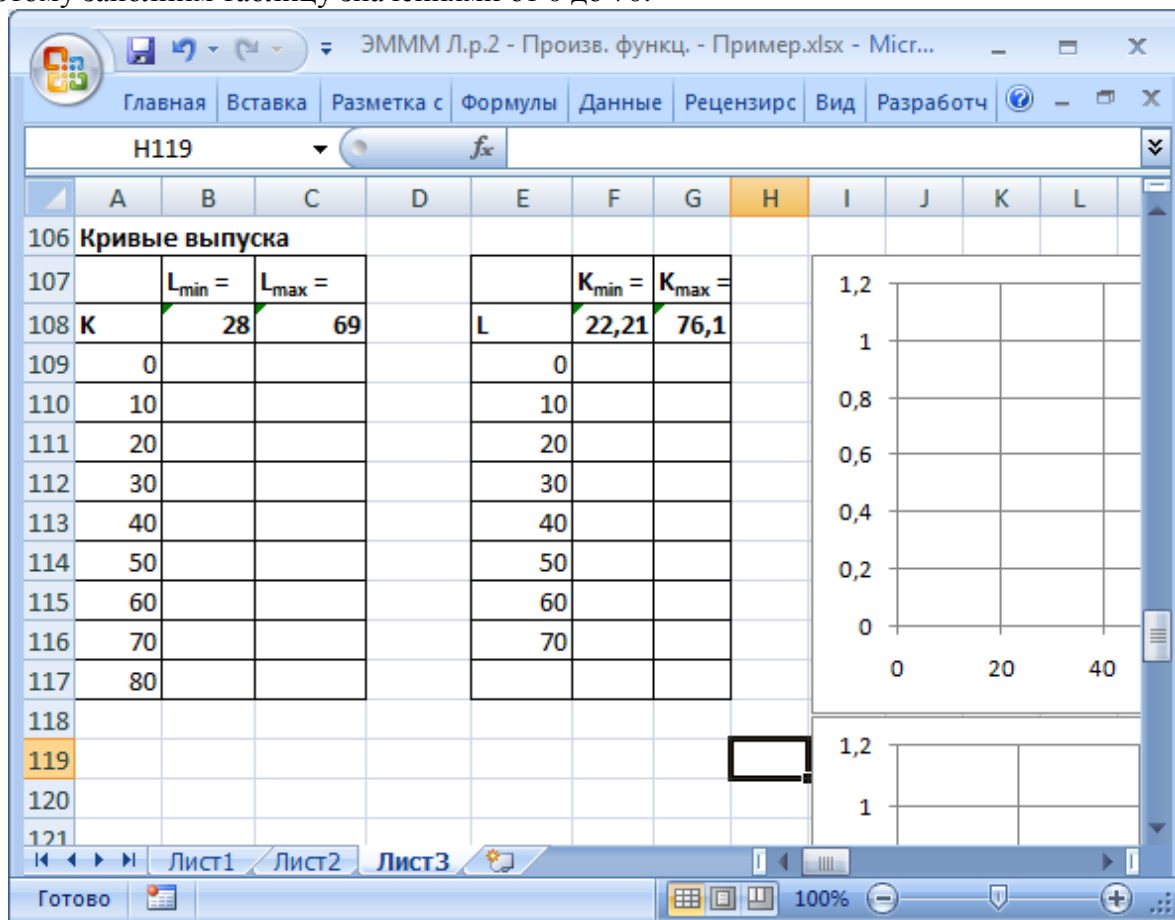 ЭМММ Л.р.2 - Произв. функц. - Пример.xlsx - Micr...
Главная Вставка Разметка с Формулы Данные Рецензирс Вид Разработч
H119 fx
A B C D E F G H I J K L
106 Кривые выпуска
107 Lmin = Lmax = Kmin = Kmax = 1,2
108 K 28 69 L 22,21 76,1
1
109 0 0
110 10 10 0,8
111 20 20 0,6
112 30 30
113 40 40 0,4
114 50 50 0,2
115 60 60
116 70 70 0
117 80 0 20 40
118
119 1,2
120 1
121
Лист1 Лист2 Лист3
Готово 100%